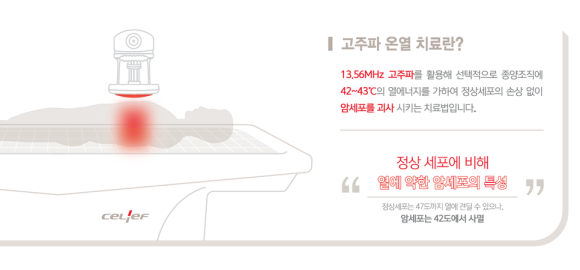 고주파 온열 치료란?
13.56MHz 고주파를 활용해 선택적으로 종양조직에
42~43℃의 열에너지를 가하여 정상세포의 손상 없이
암세포를 괴사 시키는 치료법입니다.
정상 세포에 비해
“ 열에 약한 암세포의 특성 ”
정상세포는 47도까지 열에 견딜 수 있으나,
암세포는 42도에서 사멸
CELIEF